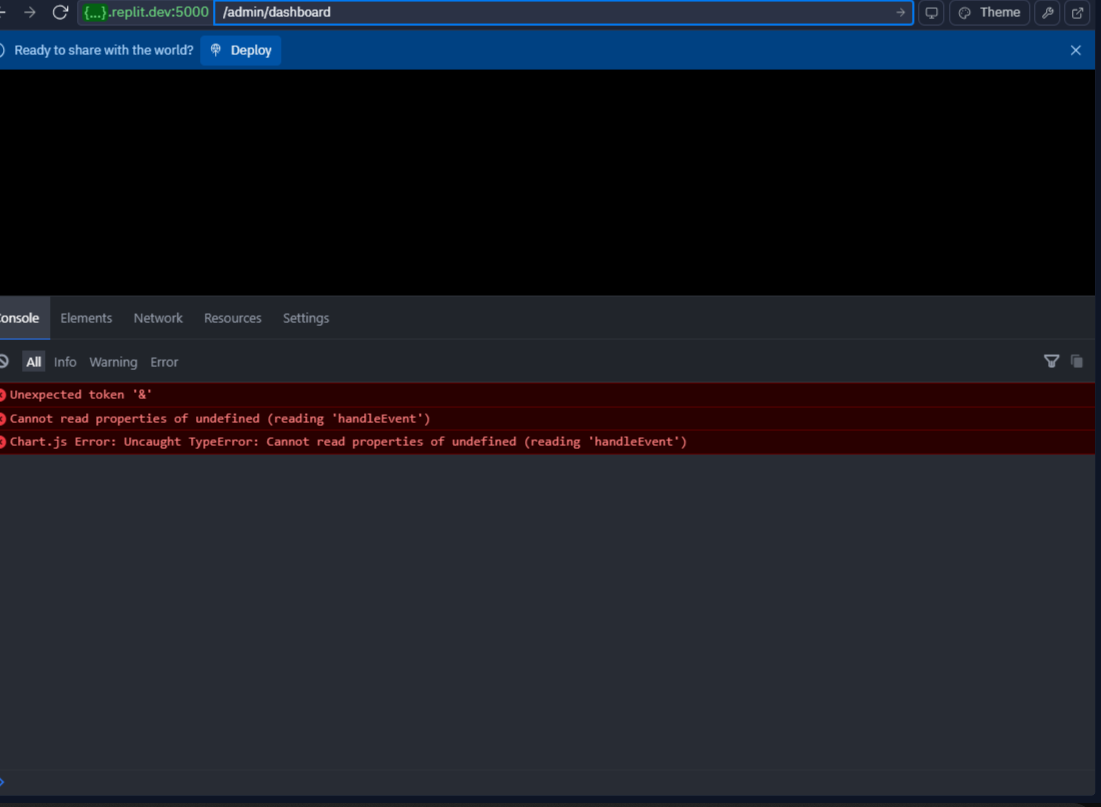 {...}.replit.dev:5000 /admin/dashboard Theme
Ready to share with the world? Deploy
onsole Elements Network Resources Settings
All Info Warning Error
Unexpected token '&'
Cannot read properties of undefined (reading 'handleEvent')
Chart.js Error: Uncaught TypeError: Cannot read properties of undefined (reading 'handleEvent')